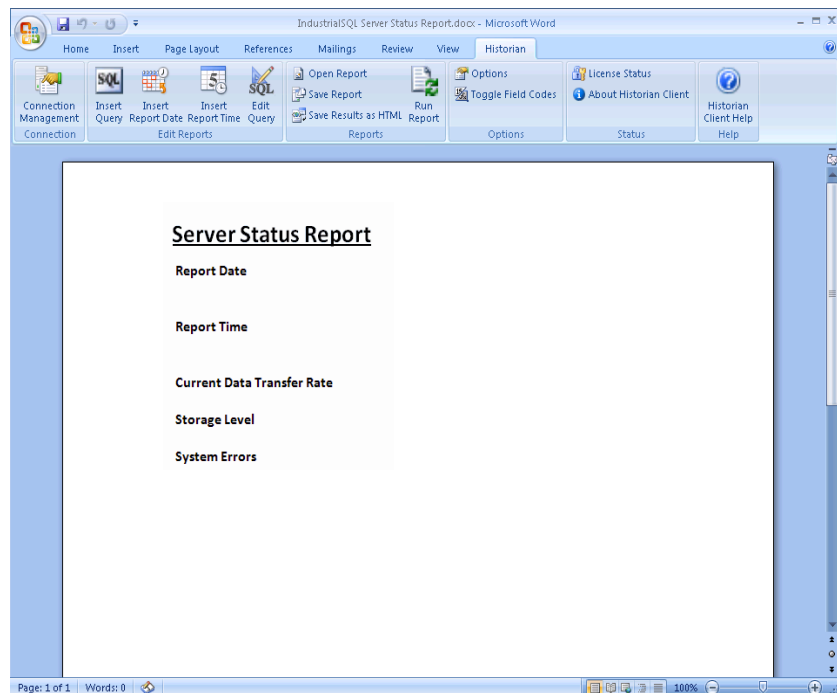 IndustrialSQL Server Status Report.docx - Microsoft Word
Home Insert Page Layout References Mailings Review View Historian
Connection Management
Connection
SQL
Insert Query
Insert Report Date
5
Insert Report Time
SQL
Edit Query
Edit Reports
Open Report
Save Report
Save Results as HTML
Run Report
Reports
Options
Toggle Field Codes
Options
License Status
About Historian Client
Status
Historian Client Help
Help
Server Status Report
Report Date
Report Time
Current Data Transfer Rate
Storage Level
System Errors
Page: 1 of 1 Words: 0 100%